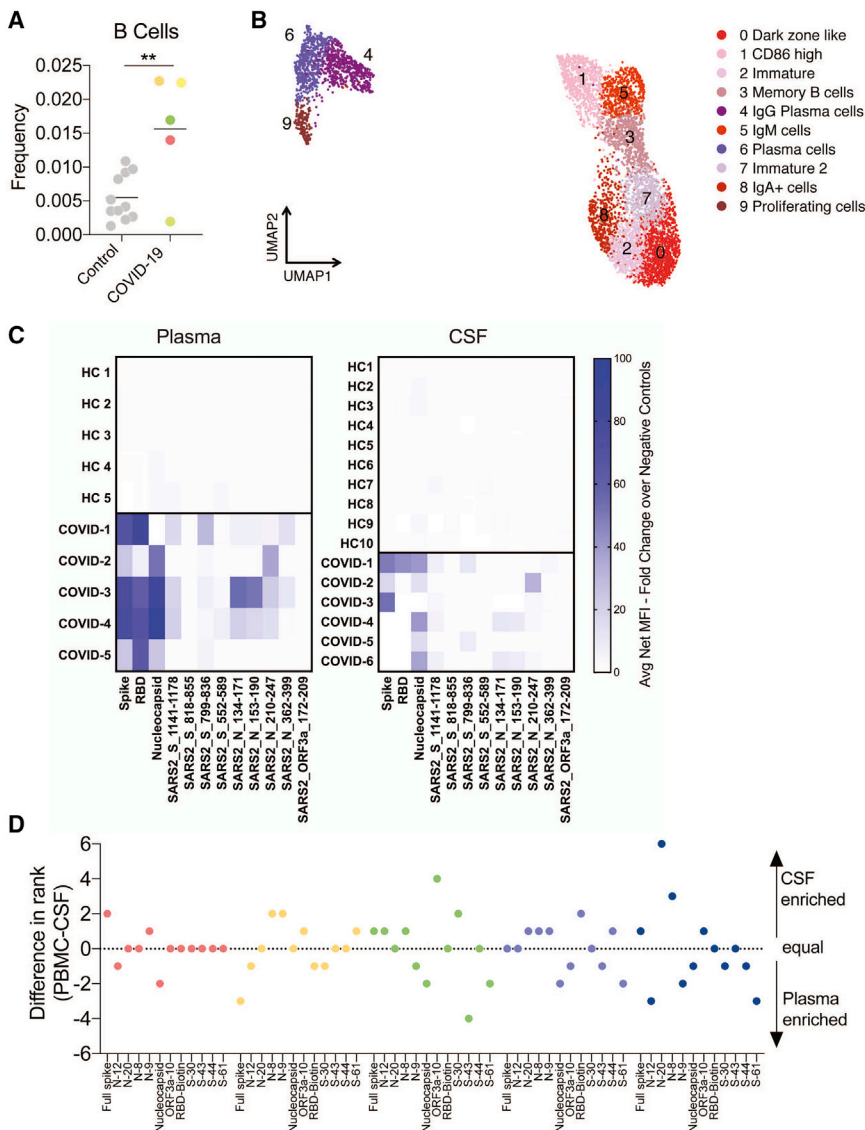 A
B Cells
**
0.025
0.020
0.015
0.010
0.005
0.000
Frequency
Control
COVID-19
B
6
4
9
UMAP2
UMAP1
1
5
3
7
8
2
0
0 Dark zone like
1 CD86 high
2 Immature
3 Memory B cells
4 IgG Plasma cells
5 IgM cells
6 Plasma cells
7 Immature 2
8 IgA+ cells
9 Proliferating cells
C
Plasma
HC 1
HC 2
HC 3
HC 4
HC 5
COVID-1
COVID-2
COVID-3
COVID-4
COVID-5
Spike
RBD
Nucleocapsid
SARS2_S_1141-1178
SARS2_S_818-855
SARS2_S_799-836
SARS2_S_552-589
SARS2_N_134-171
SARS2_N_153-190
SARS2_N_210-247
SARS2_N_362-399
SARS2_ORF3a_172-209
CSF
HC1
HC2
HC3
HC4
HC5
HC6
HC7
HC8
HC9
HC10
COVID-1
COVID-2
COVID-3
COVID-4
COVID-5
COVID-6
Spike
RBD
Nucleocapsid
SARS2_S_1141-1178
SARS2_S_818-855
SARS2_S_799-836
SARS2_S_552-589
SARS2_N_134-171
SARS2_N_153-190
SARS2_N_210-247
SARS2_N_362-399
SARS2_ORF3a_172-209
100
80
60
40
20
0
Avg Net MFI - Fold Change over Negative Controls
D
Difference in rank
(PBMC-CSF)
6
4
2
0
-2
-4
-6
CSF
enriched
equal
Plasma
enriched
Full spike
N-12
N-20
N-8
N-9
Nucleocapsid
ORF3a-10
RBD-Biotin
S-30
S-43
S-44
S-61
Full spike
N-12
N-20
N-8
N-9
Nucleocapsid
ORF3a-10
RBD-Biotin
S-30
S-43
S-44
S-61
Full spike
N-12
N-20
N-8
N-9
Nucleocapsid
ORF3a-10
RBD-Biotin
S-30
S-43
S-44
S-61
Full spike
N-12
N-20
N-8
N-9
Nucleocapsid
ORF3a-10
RBD-Biotin
S-30
S-43
S-44
S-61
Full spike
N-12
N-20
N-8
N-9
Nucleocapsid
ORF3a-10
RBD-Biotin
S-30
S-43
S-44
S-61